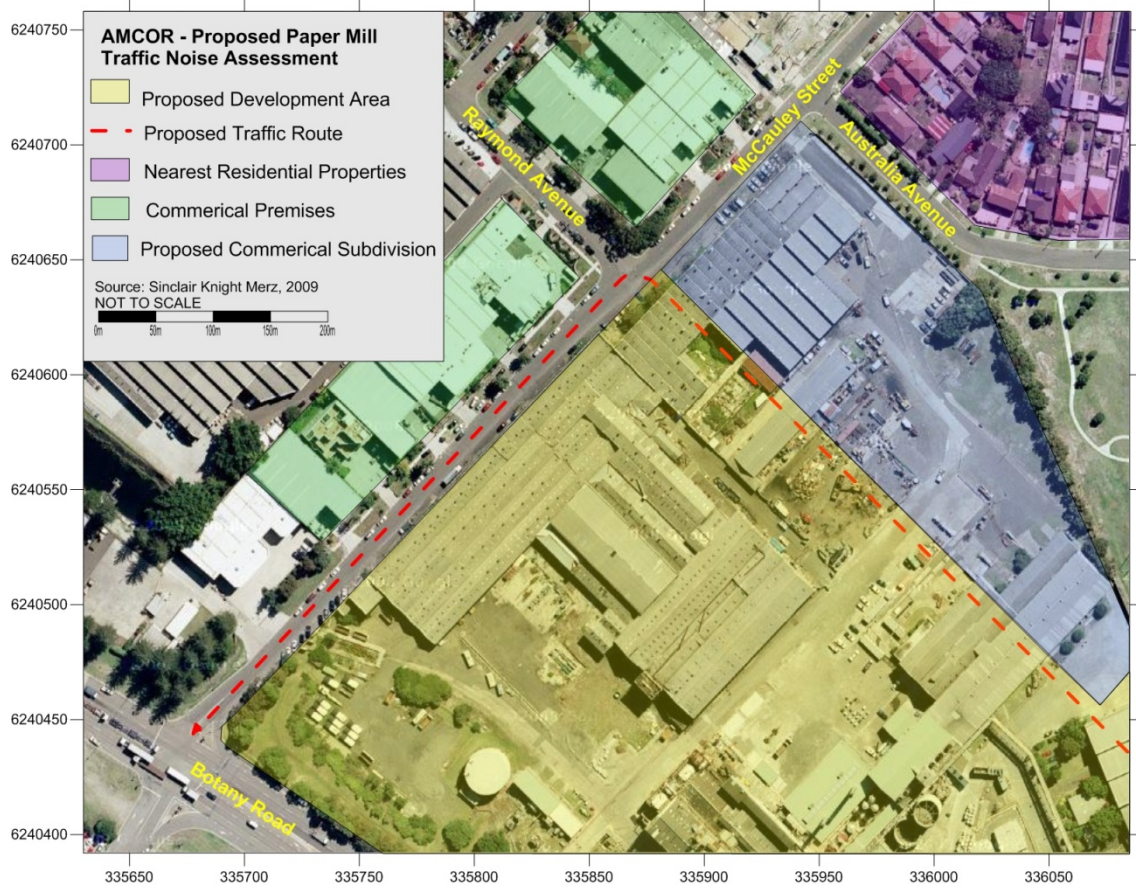 AMCOR - Proposed Paper Mill
Traffic Noise Assessment
Proposed Development Area
Proposed Traffic Route
Nearest Residential Properties
Commerical Premises
Proposed Commerical Subdivision
Source: Sinclair Knight Merz, 2009
NOT TO SCALE
0m 50m 100m 150m 200m
Raymond Avenue
McCauley Street
Australia Avenue
Botany Road
6240750
6240700
6240650
6240600
6240550
6240500
6240450
6240400
335650 335700 335750 335800 335850 335900 335950 336000 336050